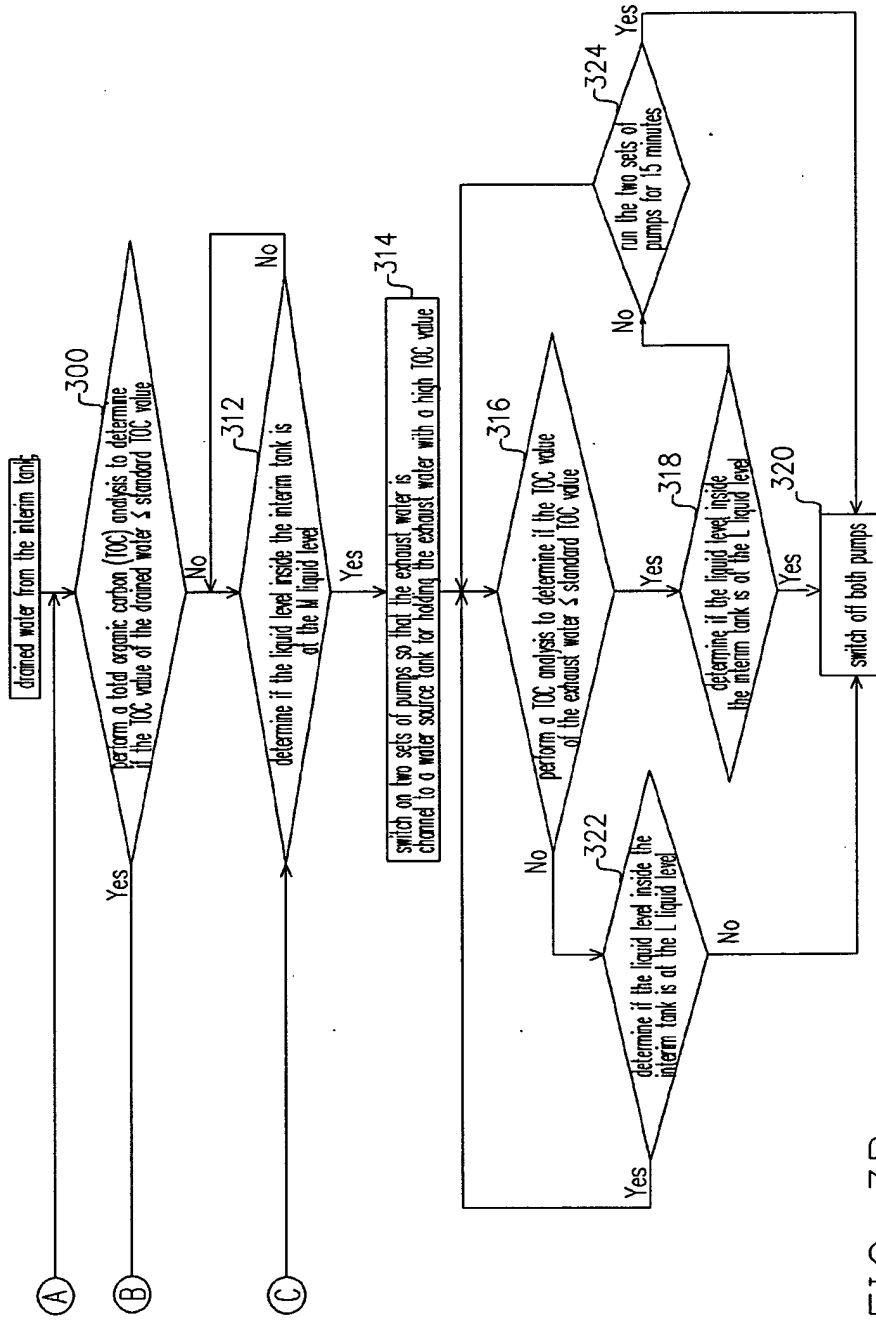 drained water from the interim tank,
A
300
perform a total organic carbon (TOC) analysis to determine
if the TOC value of the drained water ≤ standard TOC value
Yes
B
No
312
determine if the liquid level inside the interim tank is
at the M liquid level
No
C
Yes
314
switch on two sets of pumps so that the exhaust water is
channel to a water source tank for holding the exhaust water with a high TOC value
316
perform a TOC analysis to determine if the TOC value
of the exhaust water ≤ standard TOC value
No
Yes
322
determine if the liquid level inside the
interim tank is at the L liquid level
Yes
No
318
determine if the liquid level inside
the interim tank is at the L liquid level
No
Yes
324
run the two sets of
pumps for 15 minutes
Yes
320
switch off both pumps